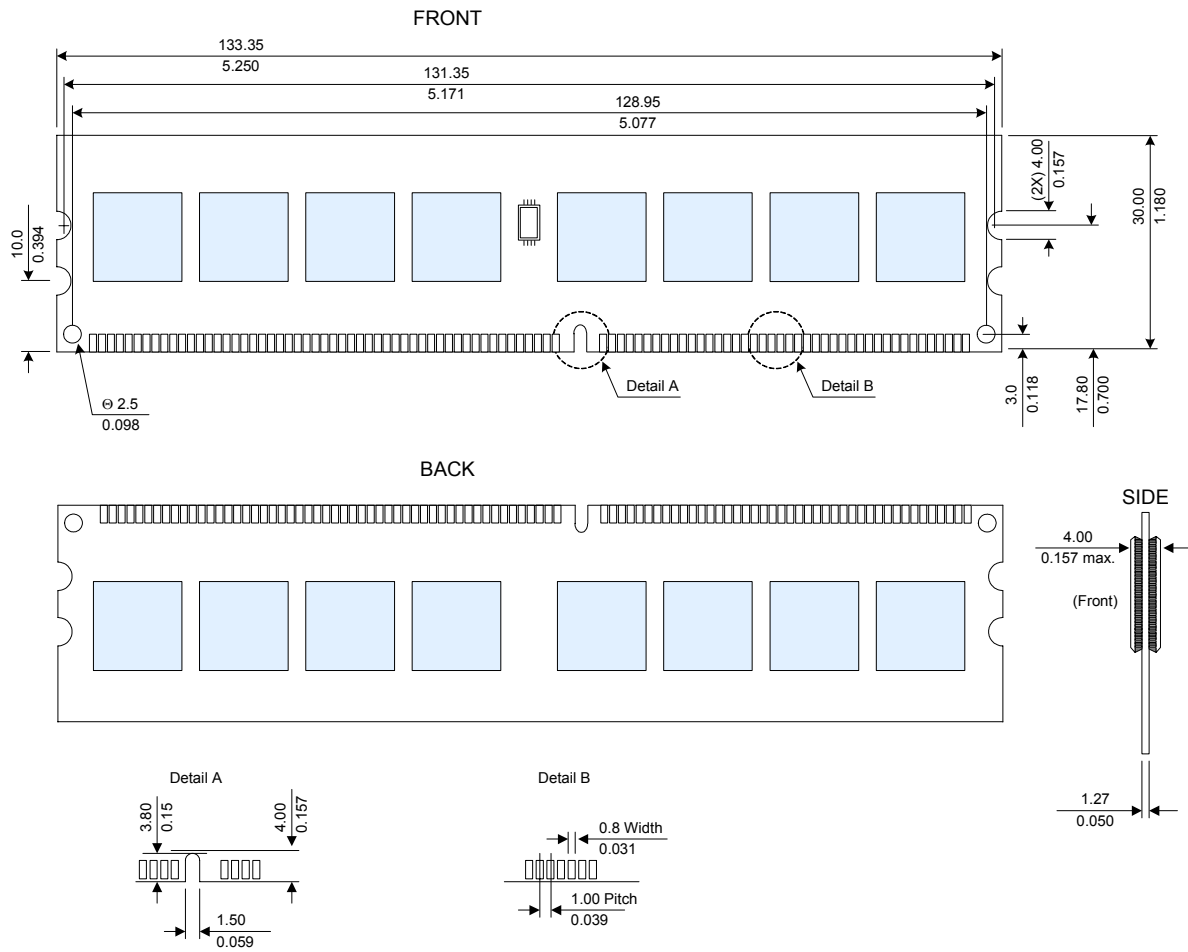 FRONT
133.35
5.250
131.35
5.171
128.95
5.077
(2X) 4.00
0.157
30.00
1.180
10.0
0.394
Detail A
Detail B
3.0
0.118
17.80
0.700
Θ 2.5
0.098
BACK
SIDE
4.00
0.157 max.
(Front)
1.27
0.050
Detail A
3.80
0.15
4.00
0.157
1.50
0.059
Detail B
0.8 Width
0.031
1.00 Pitch
0.039